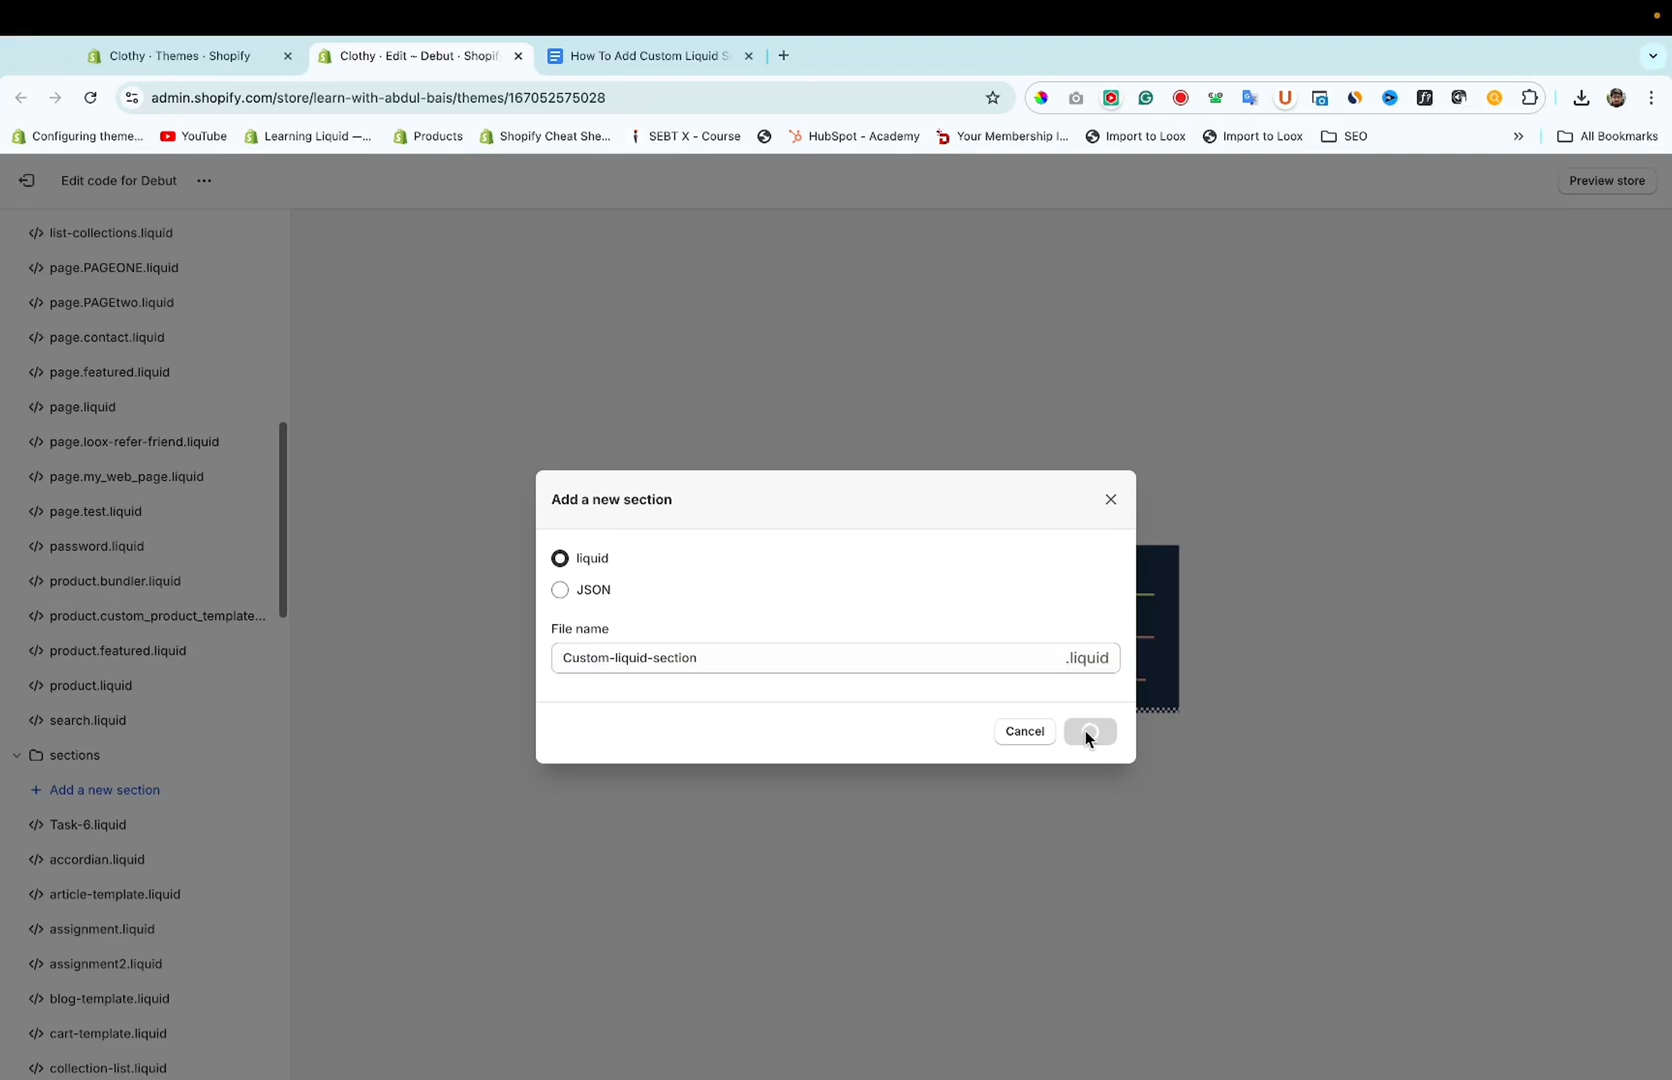 Clothy · Themes · Shopify
Clothy · Edit ~ Debut · Shopif
How To Add Custom Liquid S
admin.shopify.com/store/learn-with-abdul-bais/themes/167052575028
Configuring theme...
YouTube
Learning Liquid —...
Products
Shopify Cheat She...
SEBT X - Course
HubSpot - Academy
Your Membership I...
Import to Loox
Import to Loox
SEO
»
All Bookmarks
Edit code for Debut
Preview store
list-collections.liquid
page.PAGEONE.liquid
page.PAGEtwo.liquid
page.contact.liquid
page.featured.liquid
page.liquid
page.loox-refer-friend.liquid
page.my_web_page.liquid
page.test.liquid
password.liquid
product.bundler.liquid
product.custom_product_template...
product.featured.liquid
product.liquid
search.liquid
sections
+ Add a new section
Task-6.liquid
accordian.liquid
article-template.liquid
assignment.liquid
assignment2.liquid
blog-template.liquid
cart-template.liquid
collection-list.liquid
Add a new section
liquid
JSON
File name
Custom-liquid-section .liquid
Cancel